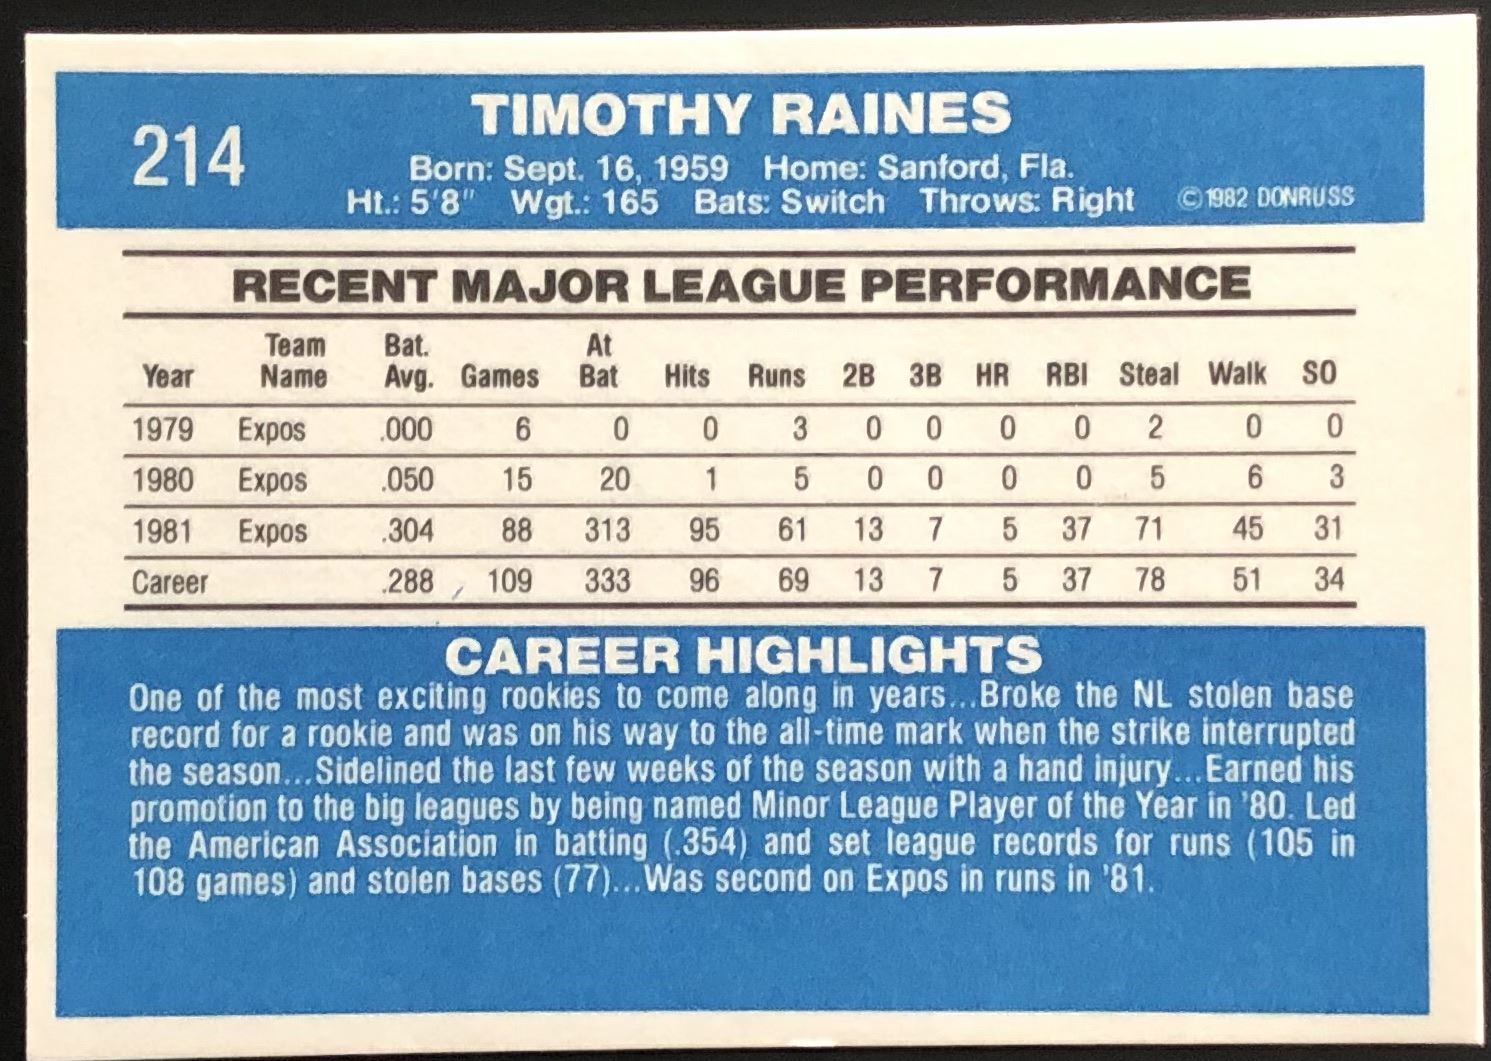 214
TIMOTHY RAINES
Born: Sept. 16, 1959 Home: Sanford, Fla.
Ht.: 5'8" Wgt.: 165 Bats: Switch Throws: Right ©1982 DONRUSS
RECENT MAJOR LEAGUE PERFORMANCE
Year Team Name Bat. Avg. Games At Bat Hits Runs 2B 3B HR RBI Steal Walk SO
1979 Expos .000 6 0 0 3 0 0 0 0 2 0 0
1980 Expos .050 15 20 1 5 0 0 0 0 5 6 3
1981 Expos .304 88 313 95 61 13 7 5 37 71 45 31
Career .288 109 333 96 69 13 7 5 37 78 51 34
CAREER HIGHLIGHTS
One of the most exciting rookies to come along in years...Broke the NL stolen base
record for a rookie and was on his way to the all-time mark when the strike interrupted
the season...Sidelined the last few weeks of the season with a hand injury...Earned his
promotion to the big leagues by being named Minor League Player of the Year in '80. Led
the American Association in batting (.354) and set league records for runs (105 in
108 games) and stolen bases (77)...Was second on Expos in runs in '81.